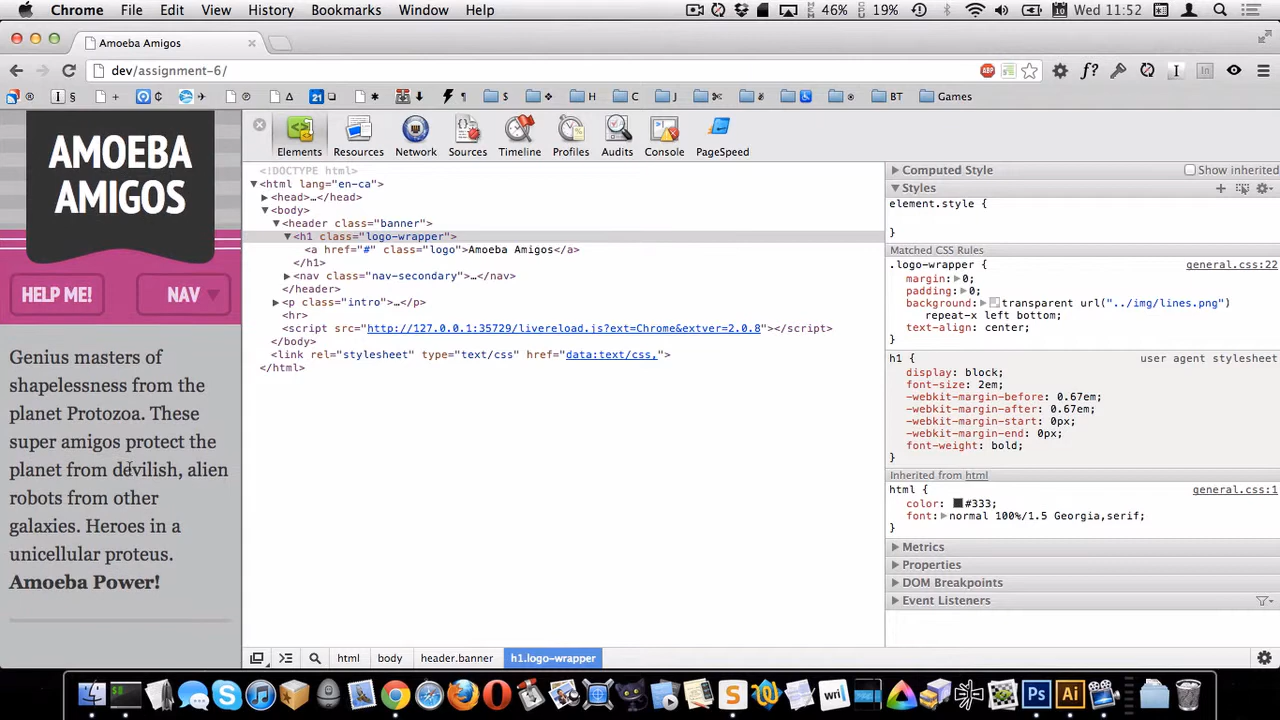 Chrome File Edit View History Bookmarks Window Help 46% 19% Wed 11:52
Amoeba Amigos
dev/assignment-6/
ABP f?
21 $ H C J BT Games
AMOEBA
AMIGOS
HELP ME! NAV
Genius masters of
shapelessness from the
planet Protozoa. These
super amigos protect the
planet from devilish, alien
robots from other
galaxies. Heroes in a
unicellular proteus.
Amoeba Power!
Elements Resources Network Sources Timeline Profiles Audits Console PageSpeed
<!DOCTYPE html>
<html lang="en-ca">
<head>…</head>
<body>
<header class="banner">
<h1 class="logo-wrapper">
<a href="#" class="logo">Amoeba Amigos</a>
</h1>
<nav class="nav-secondary">…</nav>
</header>
<p class="intro">…</p>
<hr>
<script src="http://127.0.0.1:35729/livereload.js?ext=Chrome&extver=2.0.8"></script>
</body>
<link rel="stylesheet" type="text/css" href="data:text/css,">
</html>
html body header.banner h1.logo-wrapper
Computed Style Show inherited
Styles
element.style {
}
Matched CSS Rules
.logo-wrapper { general.css:22
margin: 0;
padding: 0;
background: transparent url("../img/lines.png")
repeat-x left bottom;
text-align: center;
}
h1 { user agent stylesheet
display: block;
font-size: 2em;
-webkit-margin-before: 0.67em;
-webkit-margin-after: 0.67em;
-webkit-margin-start: 0px;
-webkit-margin-end: 0px;
font-weight: bold;
}
Inherited from html
html { general.css:1
color: #333;
font: normal 100%/1.5 Georgia,serif;
}
Metrics
Properties
DOM Breakpoints
Event Listeners
S wri Ps Ai